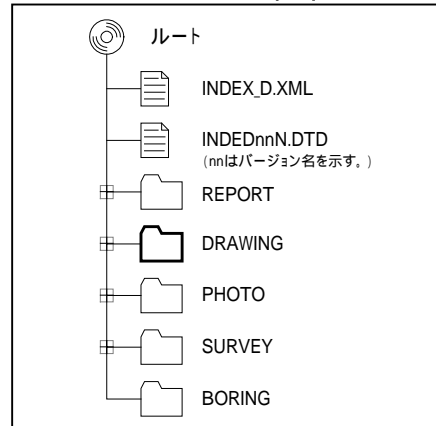 ルート
INDEX_D.XML
INDEDnnN.DTD
(nnはバージョン名を示す。)
REPORT
DRAWING
PHOTO
SURVEY
BORING